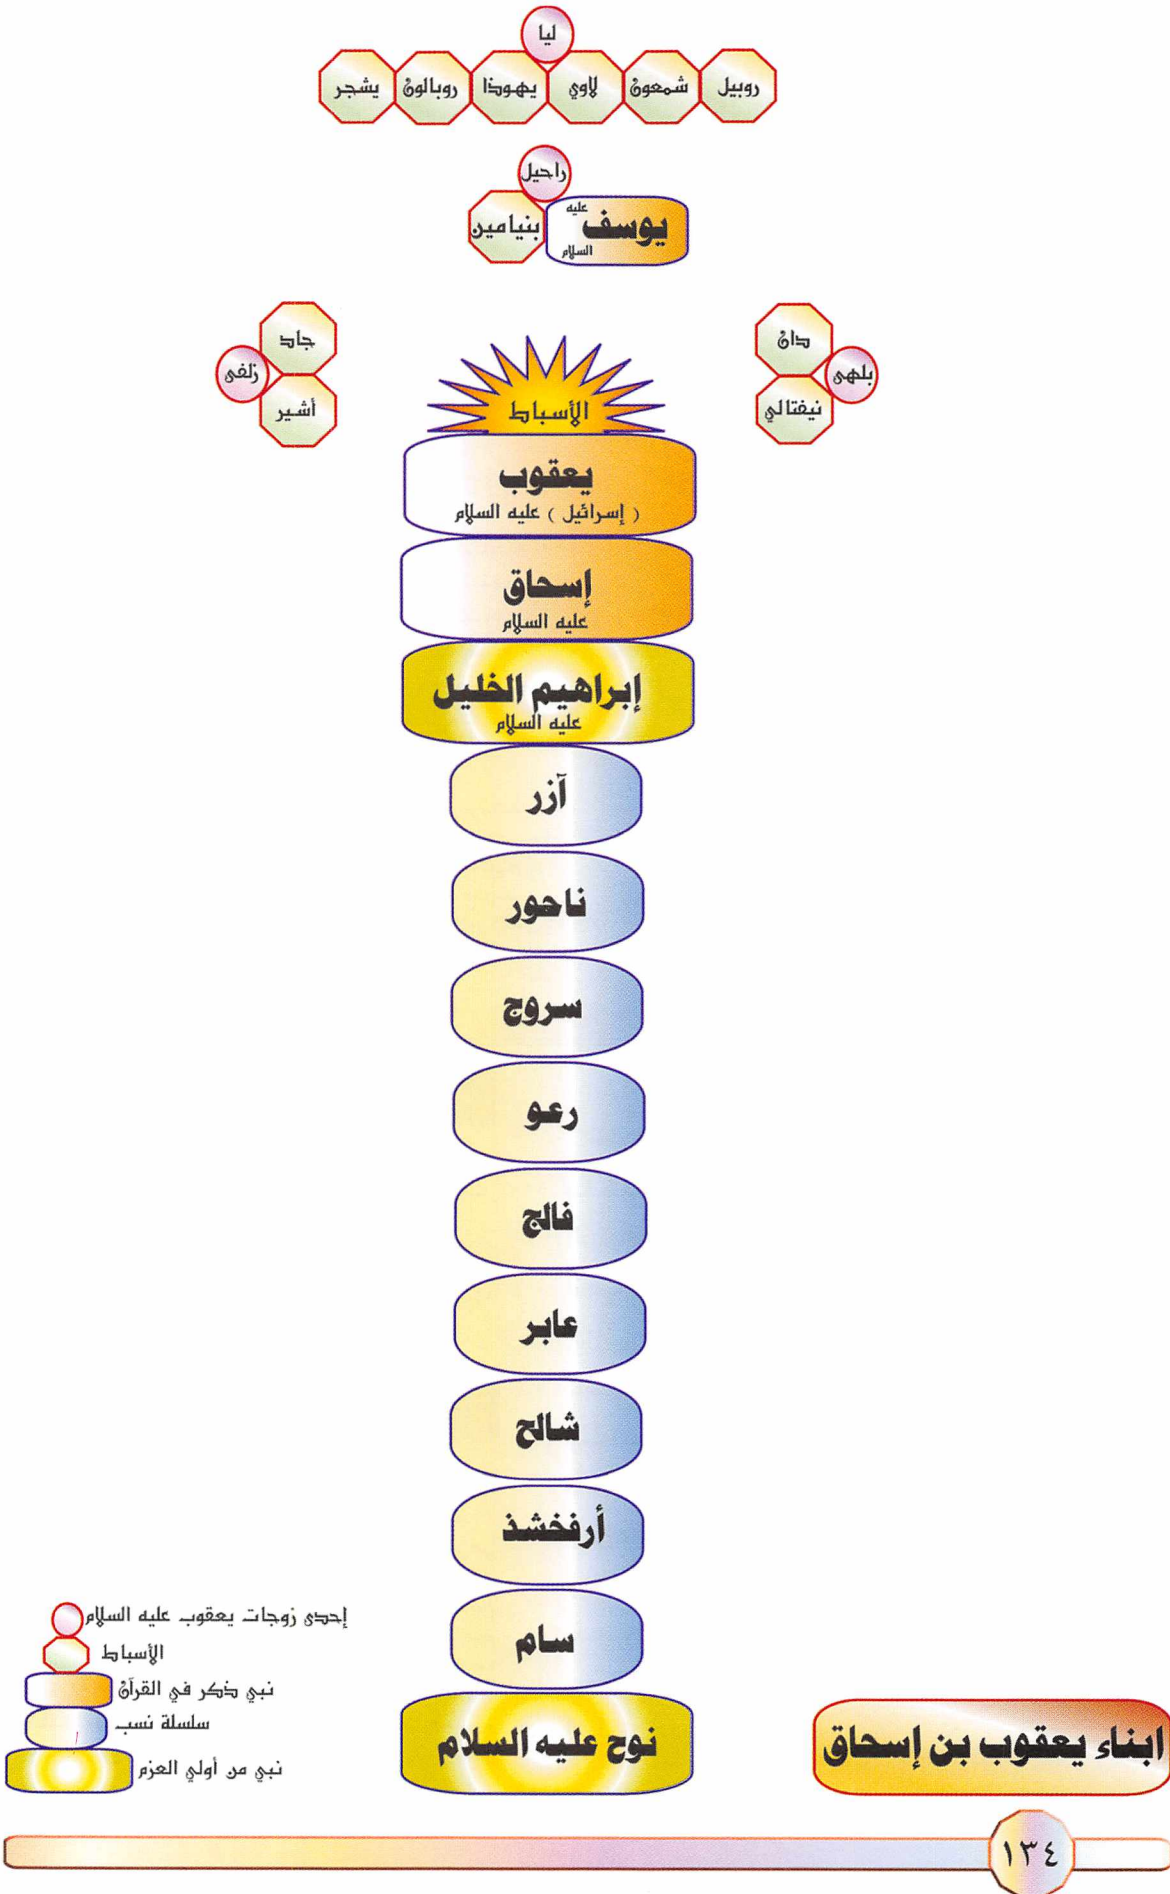 ليا
روبيل شمعون لاوي يهوذا روبالون يشجر
راحيل
يوسف عليه السلام بنيامين
دان
بلهى
نيفتالي
جاد
زلفى
أشير
الأسباط
يعقوب
( إسرائيل ) عليه السلام
إسحاق
عليه السلام
إبراهيم الخليل
عليه السلام
آزر
ناحور
سروج
رعو
فالج
عابر
شالح
أرفخشذ
سام
نوح عليه السلام
إحدى زوجات يعقوب عليه السلام
الأسباط
نبي ذكر في القرآن
سلسلة نسب
نبي من أولي العزم
ابناء يعقوب بن إسحاق
١٣٤